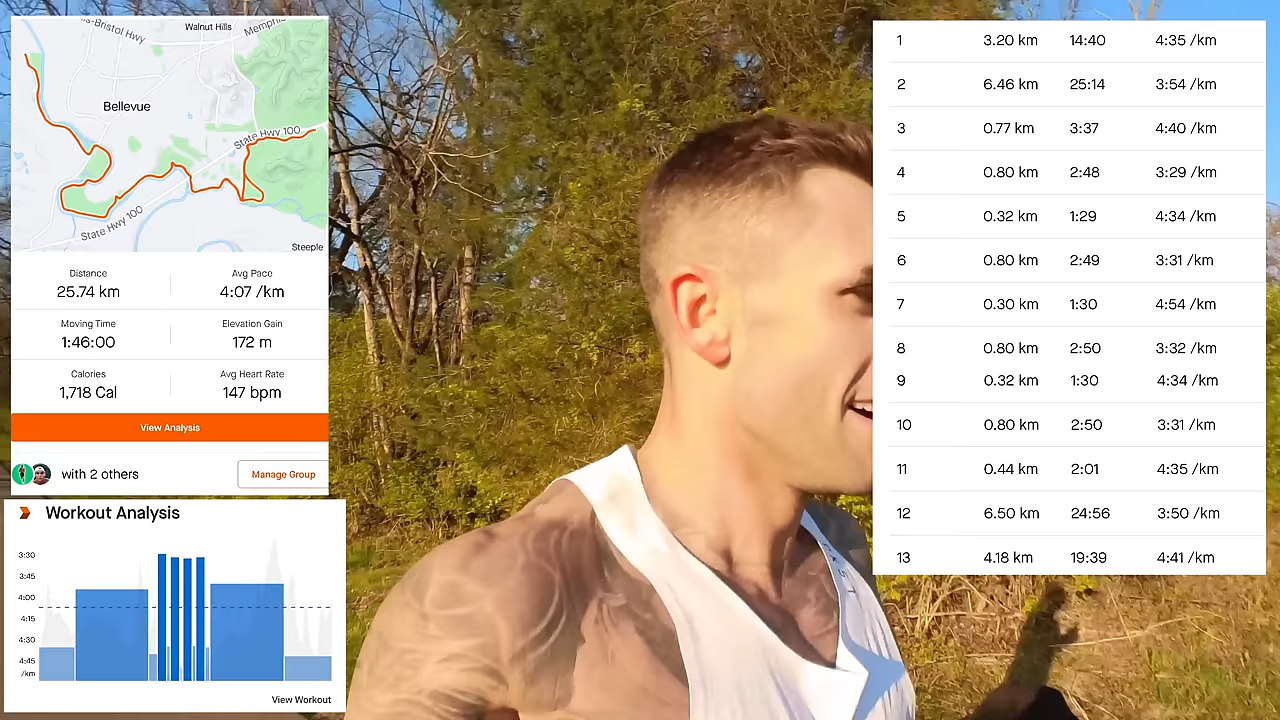 s-Bristol Hwy
Walnut Hills
Memphis
Bellevue
State Hwy 100
State Hwy 100
Steeple
Distance Avg Pace
25.74 km 4:07 /km
Moving Time Elevation Gain
1:46:00 172 m
Calories Avg Heart Rate
1,718 Cal 147 bpm
View Analysis
with 2 others Manage Group
Workout Analysis
3:30
3:45
4:00
4:15
4:30
4:45
/km
View Workout
1 3.20 km 14:40 4:35 /km
2 6.46 km 25:14 3:54 /km
3 0.77 km 3:37 4:40 /km
4 0.80 km 2:48 3:29 /km
5 0.32 km 1:29 4:34 /km
6 0.80 km 2:49 3:31 /km
7 0.30 km 1:30 4:54 /km
8 0.80 km 2:50 3:32 /km
9 0.32 km 1:30 4:34 /km
10 0.80 km 2:50 3:31 /km
11 0.44 km 2:01 4:35 /km
12 6.50 km 24:56 3:50 /km
13 4.18 km 19:39 4:41 /km